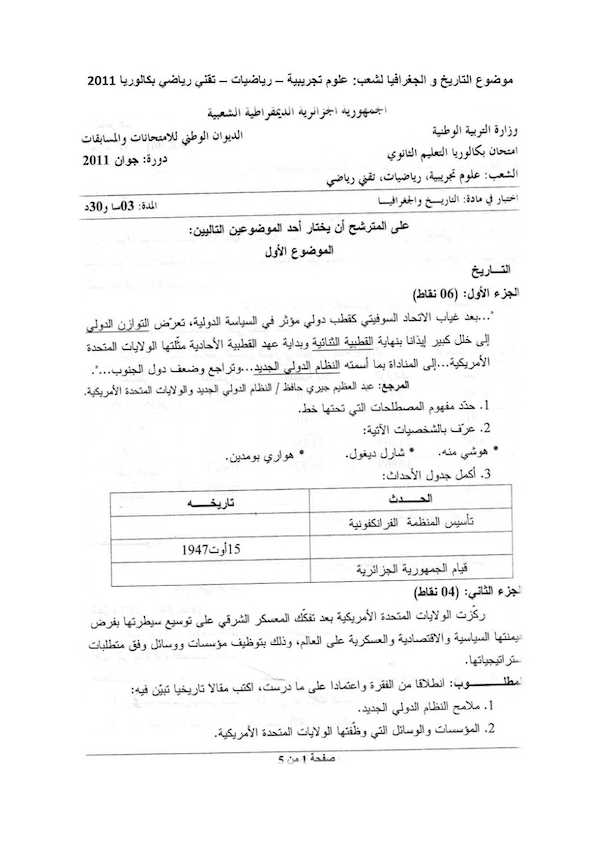 موضوع التاريخ و الجغرافيا لشعب: علوم تجريبية – رياضيات – تقني رياضي بكالوريا 2011
الجمهورية الجزائرية الديمقراطية الشعبية
وزارة التربية الوطنية
الديوان الوطني للامتحانات والمسابقات
امتحان بكالوريا التعليم الثانوي
دورة: جوان 2011
الشعب: علوم تجريبية، رياضيات، تقني رياضي
اختبار في مادة: التاريخ والجغرافيا
المدة: 03سا و30د
على المترشح أن يختار أحد الموضوعين التاليين:
الموضوع الأول
التــاريخ
الجزء الأول: (06 نقاط)
"...بعد غياب الاتحاد السوفيتي كقطب دولي مؤثر في السياسة الدولية، تعرّض التوازن الدولي
إلى خلل كبير إيذانا بنهاية القطبية الثنائية وبداية عهد القطبية الأحادية مثّلتها الولايات المتحدة
الأمريكية...إلى المناداة بما أسمته النظام الدولي الجديد...وتراجع وضعف دول الجنوب...".
المرجع: عبد العظيم جبري حافظ / النظام الدولي الجديد والولايات المتحدة الأمريكية.
1. حدّد مفهوم المصطلحات التي تحتها خط.
2. عرّف بالشخصيات الآتية:
* هوشي منه. * شارل ديغول. * هواري بومدين.
3. أكمل جدول الأحداث:
الحـــدث تاريخـــه
تأسيس المنظمة الفرانكفونية
15أوت1947
قيام الجمهورية الجزائرية
لجزء الثاني: (04 نقاط)
ركّزت الولايات المتحدة الأمريكية بعد تفكّك المعسكر الشرقي على توسيع سيطرتها بفرض
يمنتها السياسية والاقتصادية والعسكرية على العالم، وذلك بتوظيف مؤسسات ووسائل وفق متطلبات
ستراتيجياتها.
لمطلـــــوب: انطلاقا من الفقرة واعتمادا على ما درست، اكتب مقالا تاريخيا تبيّن فيه:
1. ملامح النظام الدولي الجديد.
2. المؤسسات والوسائل التي وظّفتها الولايات المتحدة الأمريكية.
صفحة 1 من 5